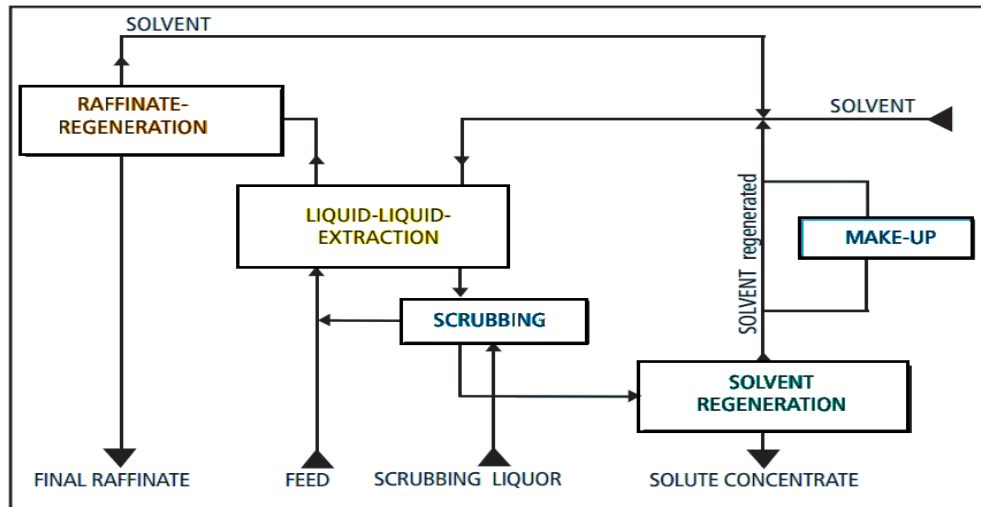 SOLVENT
RAFFINATE-
REGENERATION
SOLVENT
LIQUID-LIQUID-
EXTRACTION
SOLVENT regenerated
MAKE-UP
SCRUBBING
SOLVENT
REGENERATION
FINAL RAFFINATE
FEED
SCRUBBING LIQUOR
SOLUTE CONCENTRATE